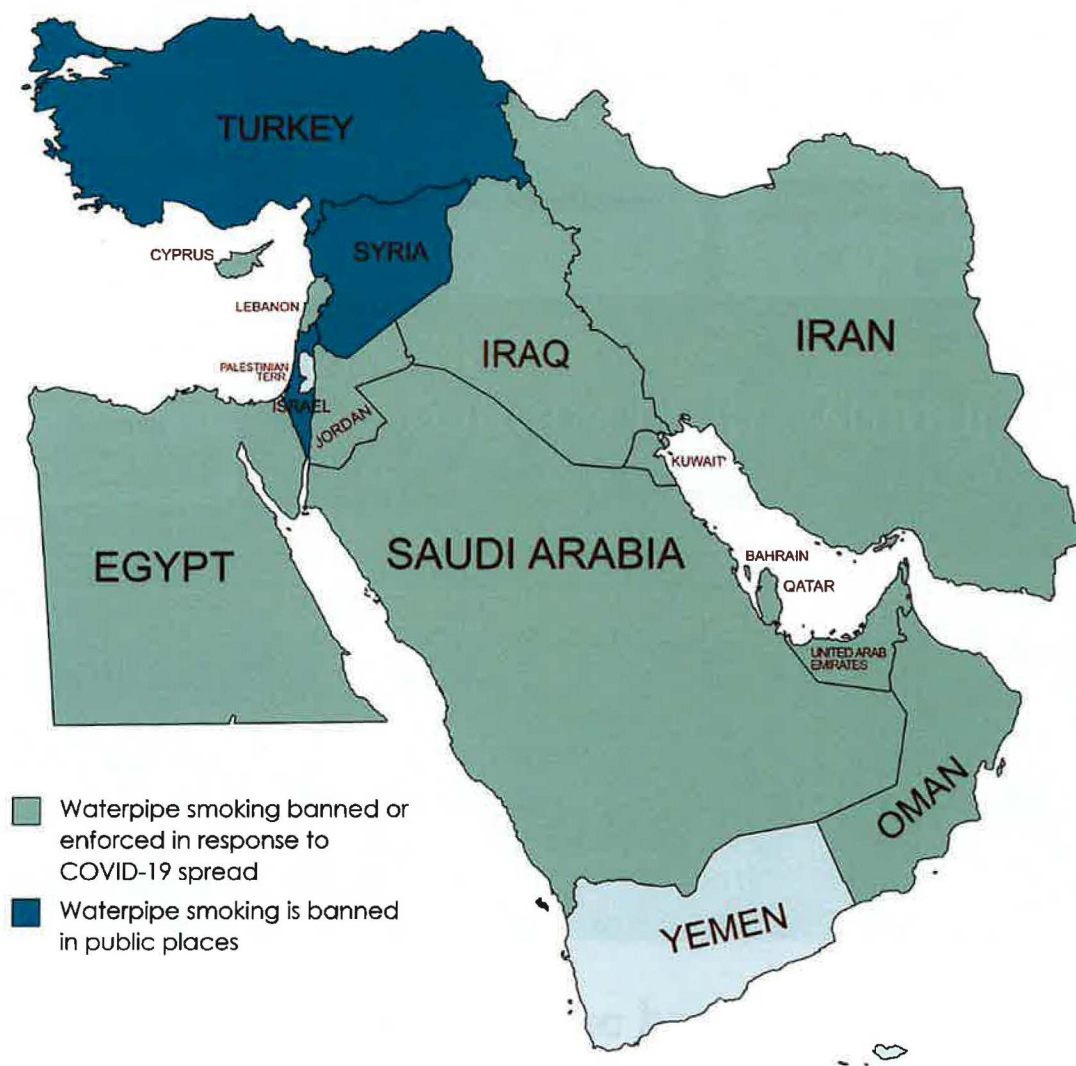 TURKEY
CYPRUS
SYRIA
LEBANON
IRAQ
IRAN
PALESTINIAN
TERR
ISRAEL
JORDAN
KUWAIT
EGYPT
SAUDI ARABIA
BAHRAIN
QATAR
UNITED ARAB
EMIRATES
OMAN
YEMEN
Waterpipe smoking banned or
enforced in response to
COVID-19 spread
Waterpipe smoking is banned
in public places